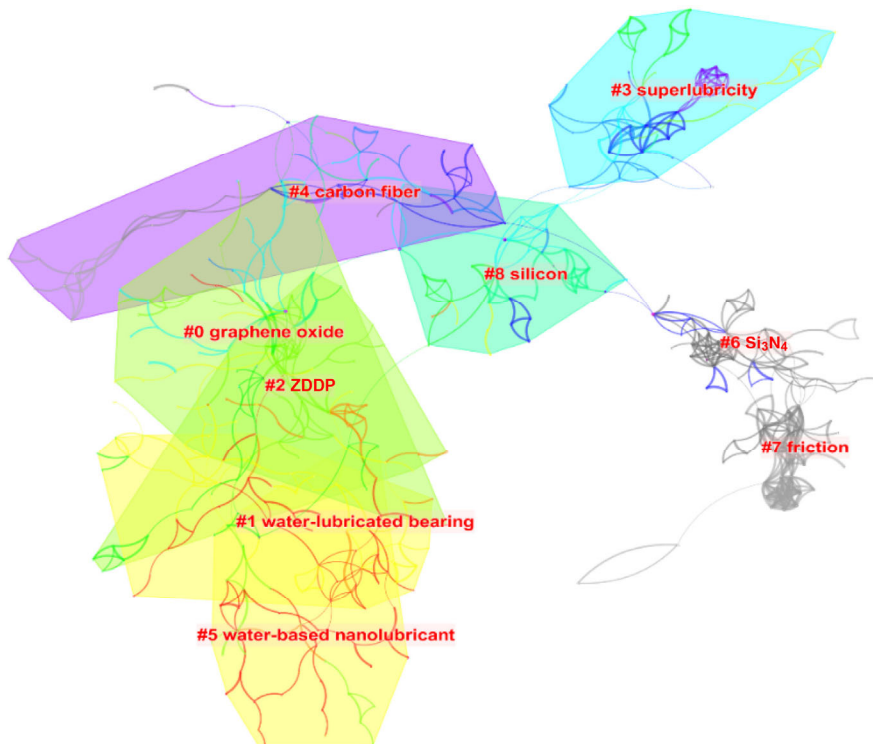 #3 superlubricity
#4 carbon fiber
#8 silicon
#0 graphene oxide
#6 Si₃N₄
#2 ZDDP
#7 friction
#1 water-lubricated bearing
#5 water-based nanolubricant